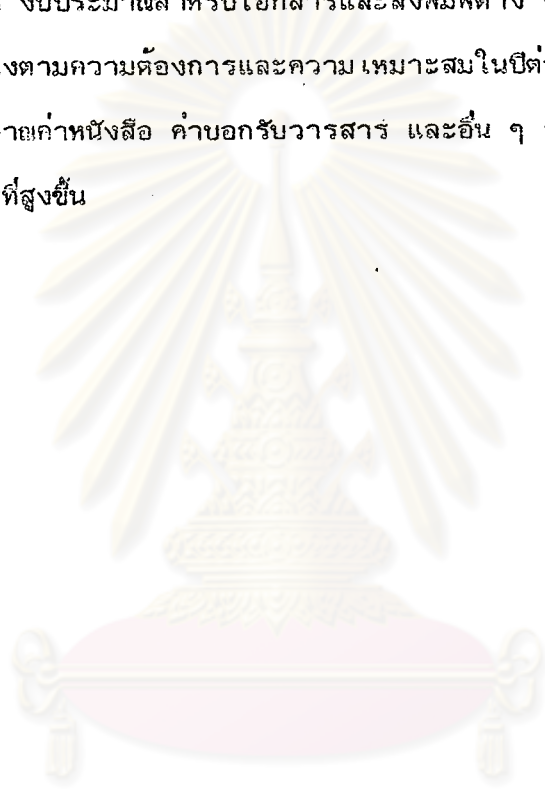 งบประมาณสำหรับเอกสารและสิ่งพิมพ์ต่าง
งตามความต้องการและความเหมาะสมในปีต่
าณค่าหนังสือ ค่าบอกรับวารสาร และอื่น ๆ
ที่สูงขึ้น